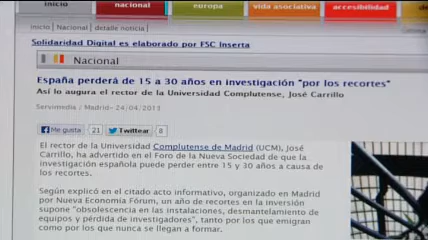 inicio nacional europa vida asociativa accesibilidad
inicio | Nacional | detalle noticia |
Solidaridad Digital es elaborado por FSC Inserta
Nacional
España perderá de 15 a 30 años en investigación "por los recortes"
Así lo augura el rector de la Universidad Complutense, José Carrillo
Servimedia / Madrid- 24/04/2013
Me gusta 21 Twittear 8
El rector de la Universidad Complutense de Madrid (UCM), José
Carrillo, ha advertido en el Foro de la Nueva Sociedad de que la
investigación española puede perder entre 15 y 30 años a causa de
los recortes.
Según explicó en el citado acto informativo, organizado en Madrid
por Nueva Economía Fórum, un año de recortes en la inversión
supone "obsolescencia en las instalaciones, desmantelamiento de
equipos y pérdida de investigadores", tanto por los que emigran
como por los que nunca se llegan a formar.